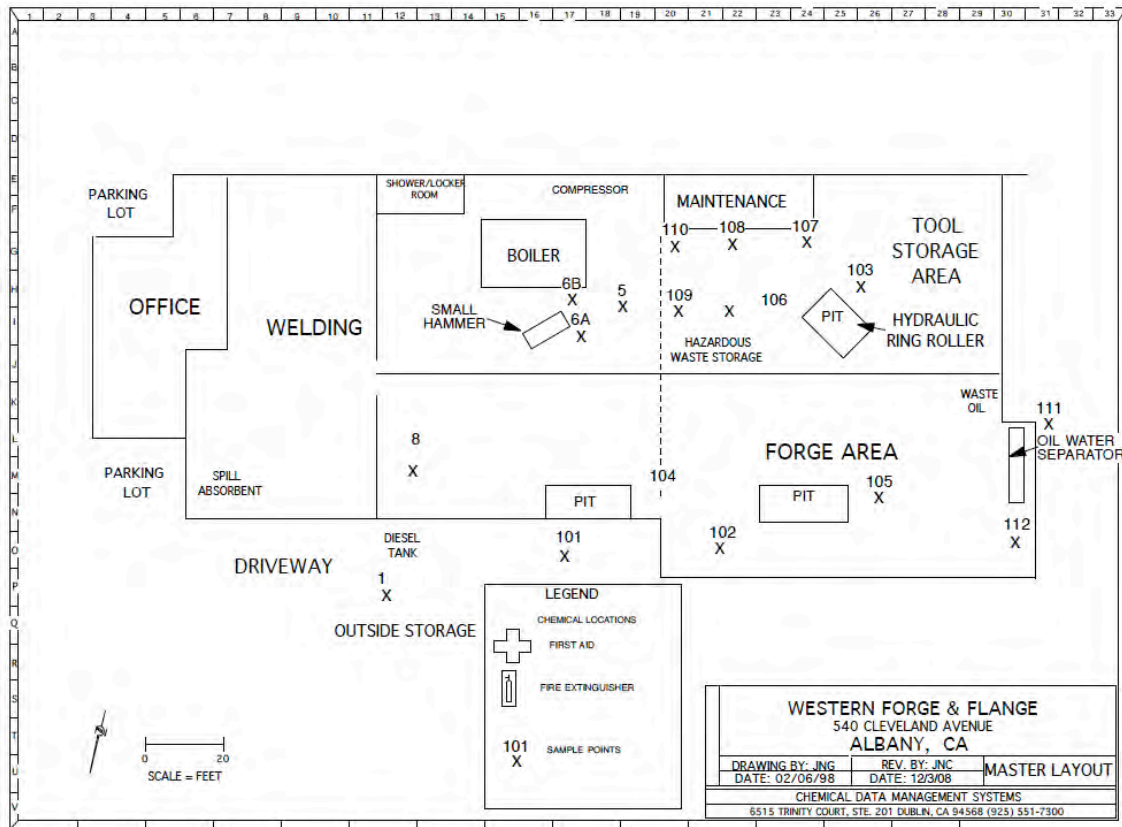 1 2 3 4 5 6 7 8 9 10 11 12 13 14 15 16 17 18 19 20 21 22 23 24 25 26 27 28 29 30 31 32 33
A
B
C
D
E
F
G
H
I
J
K
L
M
N
O
P
Q
R
S
T
U
V
PARKING
LOT
OFFICE
PARKING
LOT
WELDING
SPILL
ABSORBENT
SHOWER/LOCKER
ROOM
COMPRESSOR
BOILER
SMALL
HAMMER
6B
X
6A
X
5
X
MAINTENANCE
110
X
108
X
107
X
109
X
X
106
HAZARDOUS
WASTE STORAGE
TOOL
STORAGE
AREA
103
X
PIT
HYDRAULIC
RING ROLLER
WASTE
OIL
111
X
OIL WATER
SEPARATOR
8
X
104
FORGE AREA
PIT
PIT
105
X
102
X
112
X
101
X
DIESEL
TANK
DRIVEWAY
1
X
OUTSIDE STORAGE
LEGEND
CHEMICAL LOCATIONS
FIRST AID
FIRE EXTINGUISHER
101
X
SAMPLE POINTS
N
0 20
SCALE = FEET
WESTERN FORGE & FLANGE
540 CLEVELAND AVENUE
ALBANY, CA
DRAWING BY: JNG
DATE: 02/06/98
REV. BY: JNC
DATE: 12/3/08
MASTER LAYOUT
CHEMICAL DATA MANAGEMENT SYSTEMS
6515 TRINITY COURT, STE. 201 DUBLIN, CA 94568 (925) 551-7300